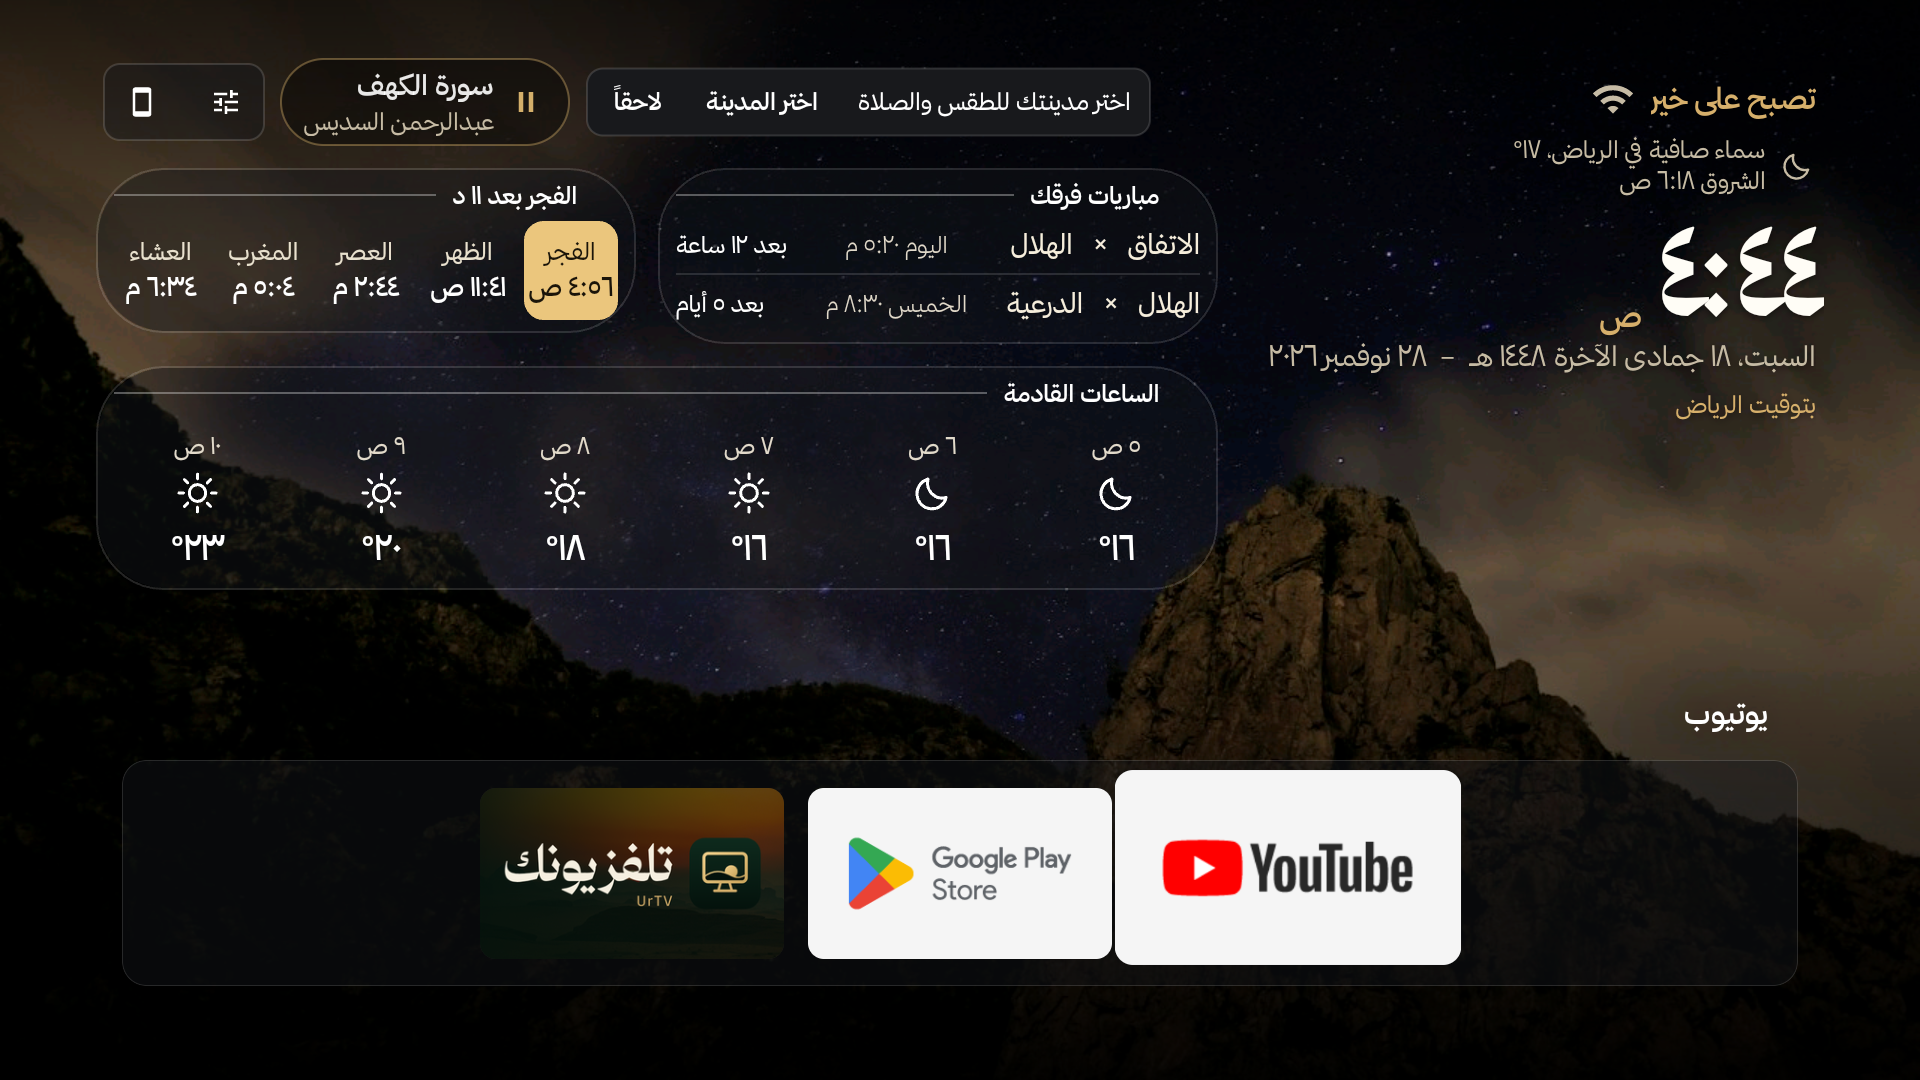 تصبح على خير
سماء صافية في الرياض، ١٧°
الشروق ٦:١٨ ص
٤:٤٤ ص
السبت، ١٨ جمادى الآخرة ١٤٤٨ هـ – ٢٨ نوفمبر ٢٠٢٦
بتوقيت الرياض
اختر مدينتك للطقس والصلاة
اختر المدينة
لاحقاً
سورة الكهف
عبدالرحمن السديس
مباريات فرقك
الاتفاق × الهلال اليوم ٥:٢٠ م بعد ١٢ ساعة
الهلال × الدرعية الخميس ٨:٣٠ م بعد ٥ أيام
الفجر بعد ١١ د
الفجر الظهر العصر المغرب العشاء
٤:٥٦ ص ١١:٤١ ص ٢:٤٤ م ٥:٠٤ م ٦:٣٤ م
الساعات القادمة
٥ ص ٦ ص ٧ ص ٨ ص ٩ ص ١٠ ص
١٦° ١٦° ١٦° ١٨° ٢٠° ٢٣°
يوتيوب
YouTube
Google Play
Store
تلفزيونك
UrTV